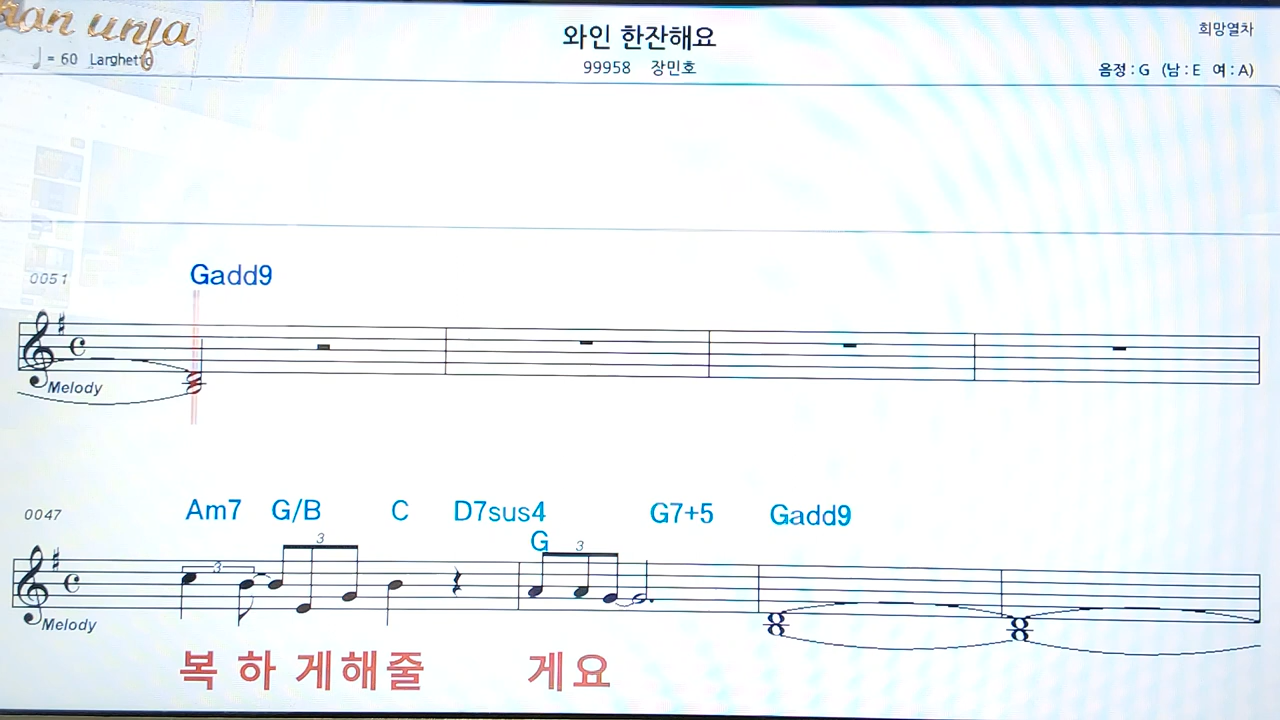 와인 한잔해요
희망열차
♩ = 60 Larghetto
99958 장민호
음정 : G (남 : E 여 : A)
0051
Gadd9
Melody
0047
Am7 G/B C D7sus4 G7+5 Gadd9
G
3 3 3
Melody
복 하 게해줄 게요